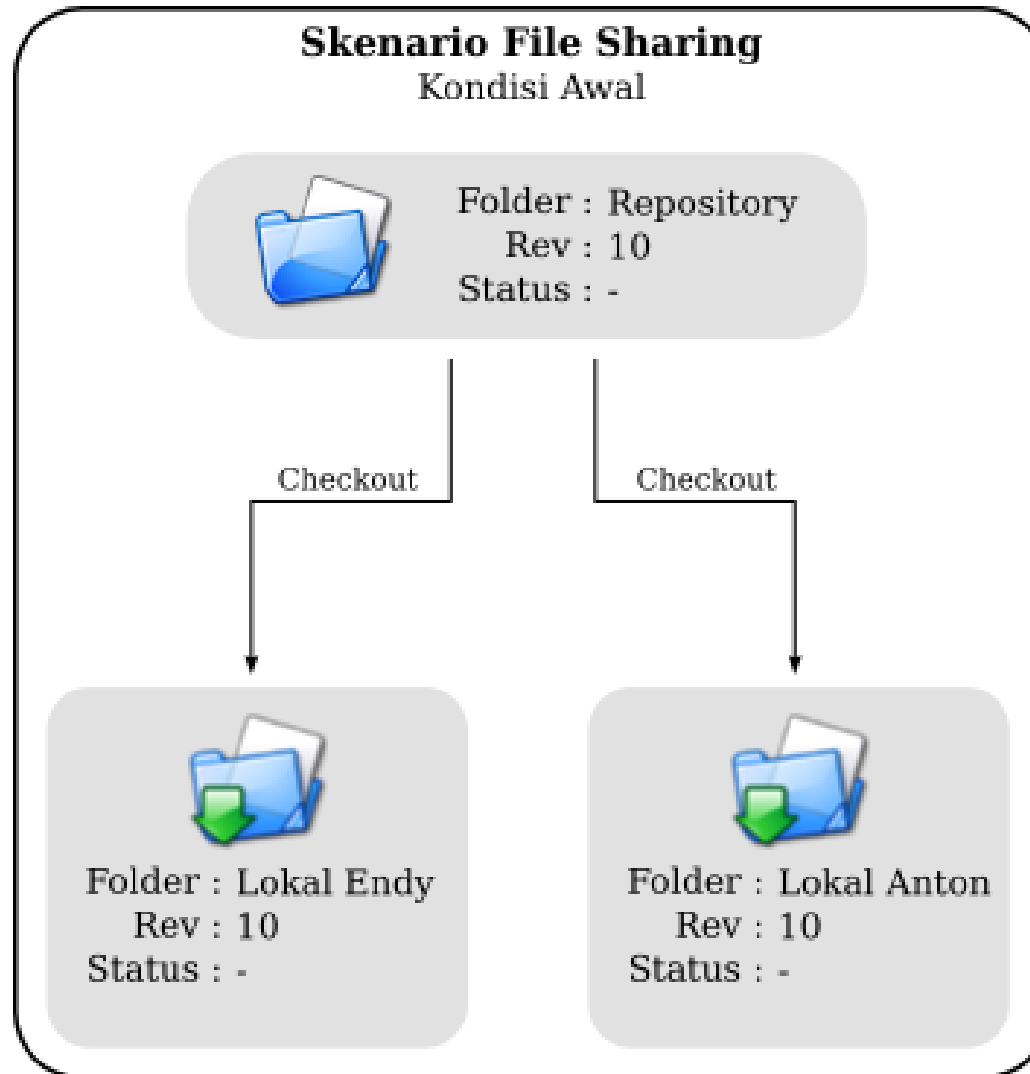 Skenario File Sharing
Kondisi Awal
Folder : Repository
Rev : 10
Status : -
Checkout
Checkout
Folder : Lokal Endy
Rev : 10
Status : -
Folder : Lokal Anton
Rev : 10
Status : -